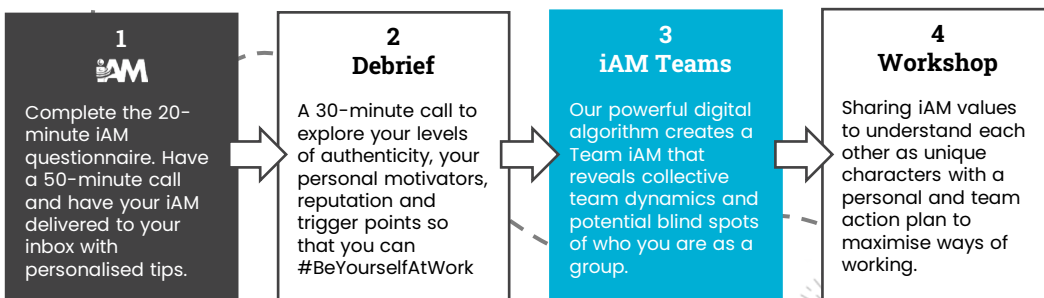 1
iAM
Complete the 20-
minute iAM
questionnaire. Have
a 50-minute call
and have your iAM
delivered to your
inbox with
personalised tips.
2
Debrief
A 30-minute call to
explore your levels
of authenticity, your
personal motivators,
reputation and
trigger points so
that you can
#BeYourselfAtWork
3
iAM Teams
Our powerful digital
algorithm creates a
Team iAM that
reveals collective
team dynamics and
potential blind spots
of who you are as a
group.
4
Workshop
Sharing iAM values
to understand each
other as unique
characters with a
personal and team
action plan to
maximise ways of
working.